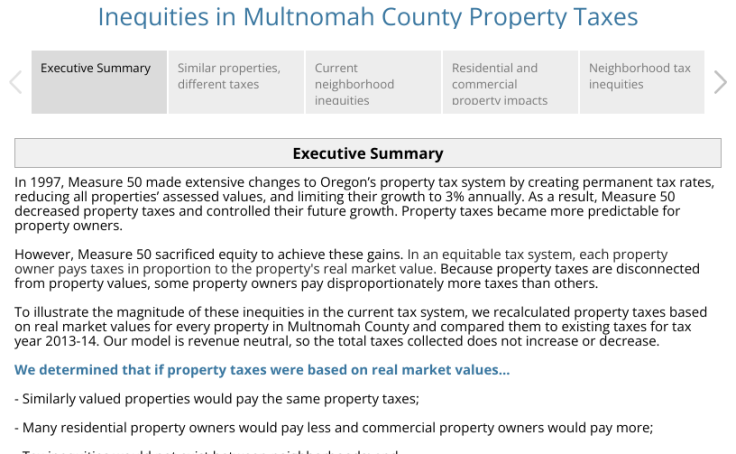 Inequities in Multnomah County Property Taxes
Executive Summary
Similar properties,
different taxes
Current
neighborhood
inequities
Residential and
commercial
property impacts
Neighborhood tax
inequities
Executive Summary
In 1997, Measure 50 made extensive changes to Oregon's property tax system by creating permanent tax rates,
reducing all properties' assessed values, and limiting their growth to 3% annually. As a result, Measure 50
decreased property taxes and controlled their future growth. Property taxes became more predictable for
property owners.
However, Measure 50 sacrificed equity to achieve these gains. In an equitable tax system, each property
owner pays taxes in proportion to the property's real market value. Because property taxes are disconnected
from property values, some property owners pay disproportionately more taxes than others.
To illustrate the magnitude of these inequities in the current tax system, we recalculated property taxes based
on real market values for every property in Multnomah County and compared them to existing taxes for tax
year 2013-14. Our model is revenue neutral, so the total taxes collected does not increase or decrease.
We determined that if property taxes were based on real market values...
- Similarly valued properties would pay the same property taxes;
- Many residential property owners would pay less and commercial property owners would pay more;